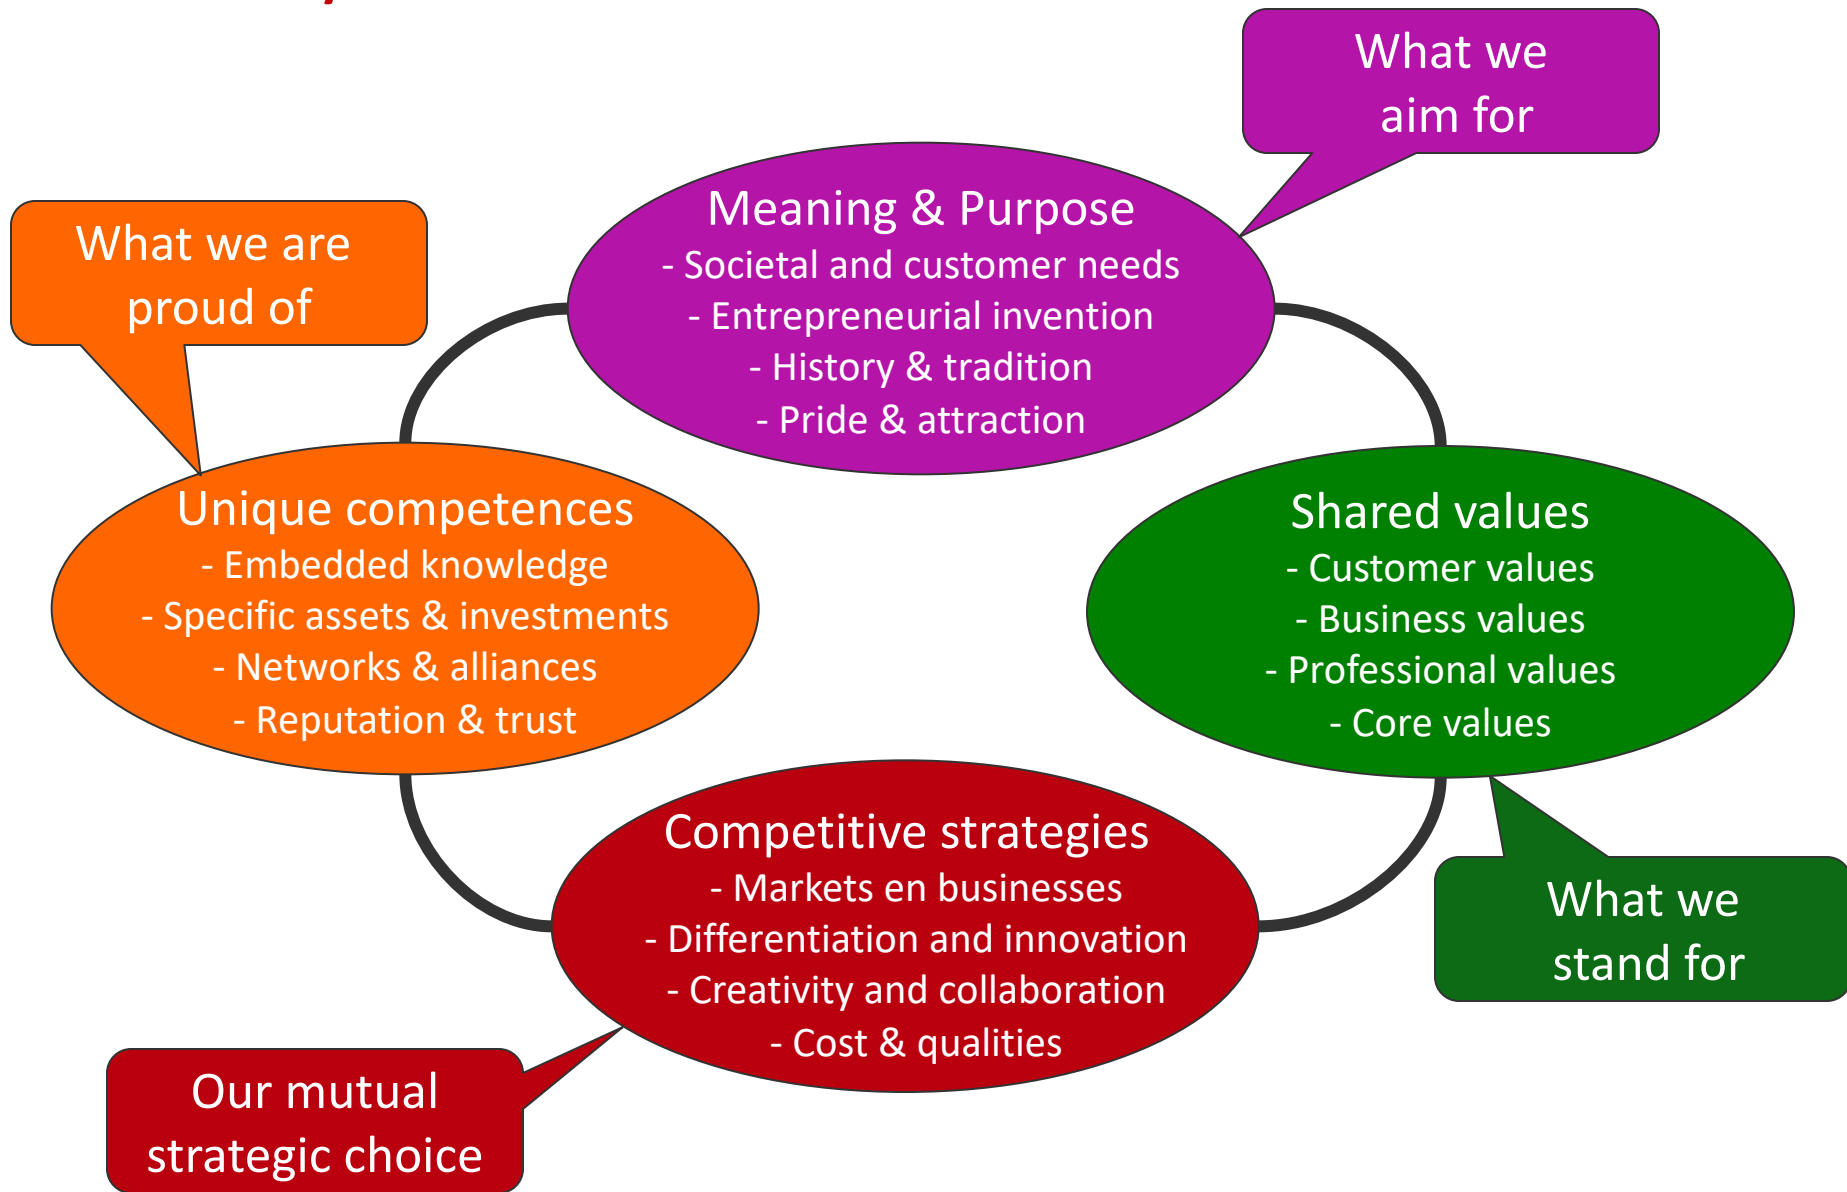 What we
aim for
Meaning & Purpose
- Societal and customer needs
- Entrepreneurial invention
- History & tradition
- Pride & attraction
What we are
proud of
Unique competences
- Embedded knowledge
- Specific assets & investments
- Networks & alliances
- Reputation & trust
Shared values
- Customer values
- Business values
- Professional values
- Core values
What we
stand for
Competitive strategies
- Markets en businesses
- Differentiation and innovation
- Creativity and collaboration
- Cost & qualities
Our mutual
strategic choice